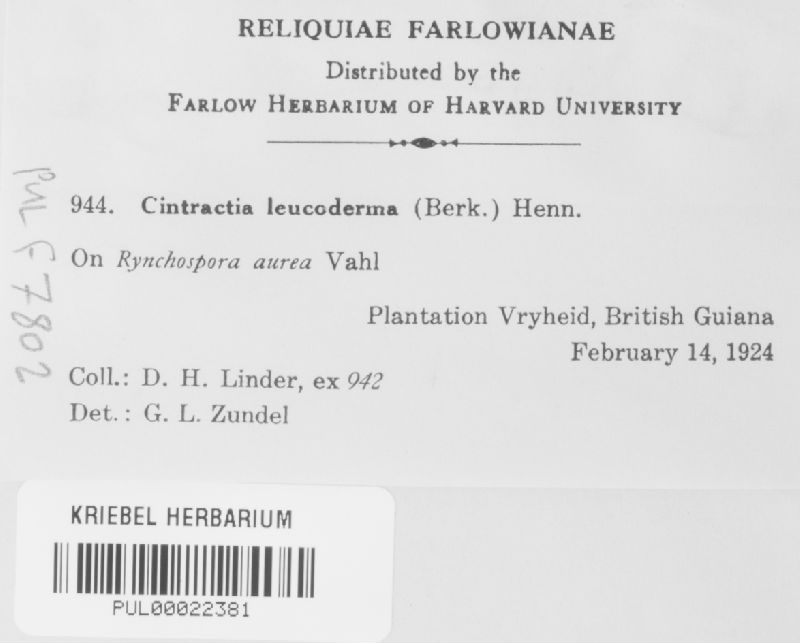 RELIQUIAE FARLOWIANAE
Distributed by the
FARLOW HERBARIUM OF HARVARD UNIVERSITY
944. Cintractia leucoderma (Berk.) Henn.
On Rynchospora aurea Vahl
Plantation Vryheid, British Guiana
February 14, 1924
Coll.: D. H. Linder, ex 942
Det.: G. L. Zundel
PUL F 7802
KRIEBEL HERBARIUM
PUL00022381